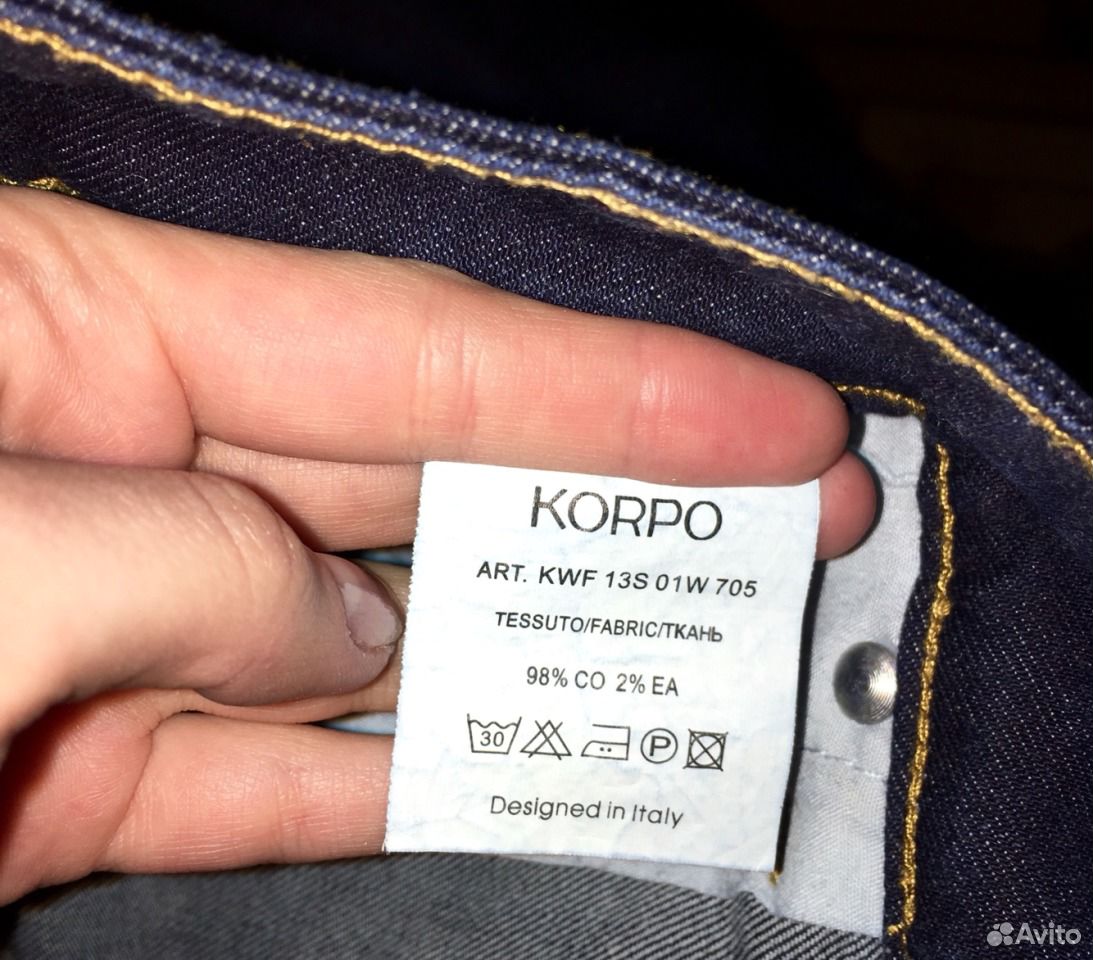 KORPO
ART. KWF 13S 01W 705
TESSUTO/FABRIC/ТКАНЬ
98% CO 2% EA
30 P
Designed in Italy
Avito